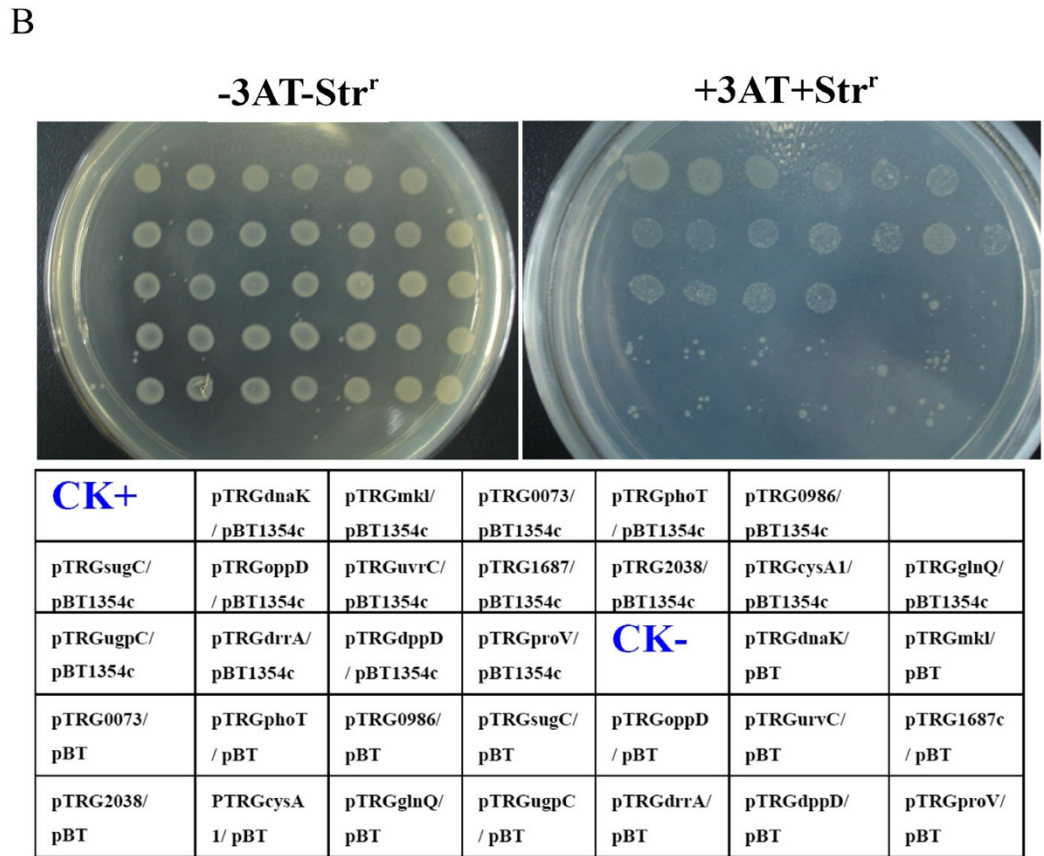 B
-3AT-Strʳ +3AT+Strʳ
CK+ pTRGdnaK pTRGmkl/ pTRG0073/ pTRGphoT pTRG0986/
/ pBT1354c pBT1354c pBT1354c / pBT1354c pBT1354c
pTRGsugC/ pTRGoppD pTRGuvrC/ pTRG1687/ pTRG2038/ pTRGcysA1/ pTRGglnQ/
pBT1354c / pBT1354c pBT1354c pBT1354c pBT1354c pBT1354c pBT1354c
pTRGugpC/ pTRGdrrA/ pTRGdppD pTRGproV/ CK- pTRGdnaK/ pTRGmkl/
pBT1354c pBT1354c / pBT1354c pBT1354c pBT pBT
pTRG0073/ pTRGphoT pTRG0986/ pTRGsugC/ pTRGoppD pTRGurvC/ pTRG1687c
pBT / pBT pBT pBT / pBT pBT / pBT
pTRG2038/ PTRGcysA pTRGglnQ/ pTRGugpC pTRGdrrA/ pTRGdppD/ pTRGproV/
pBT 1/ pBT pBT / pBT pBT pBT pBT